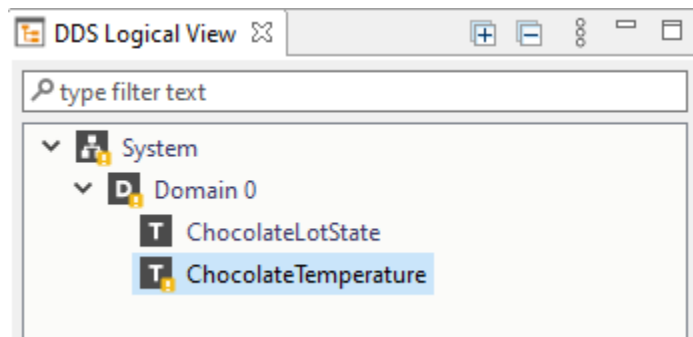 DDS Logical View
type filter text
System
D Domain 0
T ChocolateLotState
T ChocolateTemperature